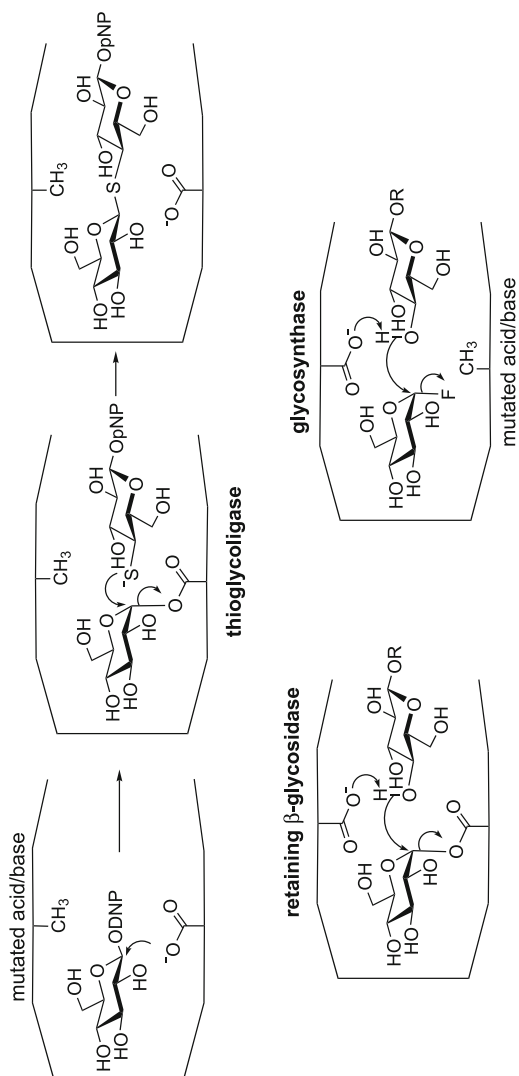 mutated acid/base
CH3
OH
O
HO
HO
ODNP
HO
-O
O
CH3
OH
O
HO
HO
HO
O
O
-S
HO
OH
OpNP
O
OH
thioglycoligase
CH3
OH
O
HO
HO
OH
S
HO
OH
OpNP
O
OH
-O
O
retaining β-glycosidase
O
O-
H
OH
O
HO
HO
HO
O
O
O
HO
OH
OR
O
OH
glycosynthase
O
O-
H
OH
O
HO
HO
HO
F
O
HO
OH
OR
O
OH
CH3
mutated acid/base